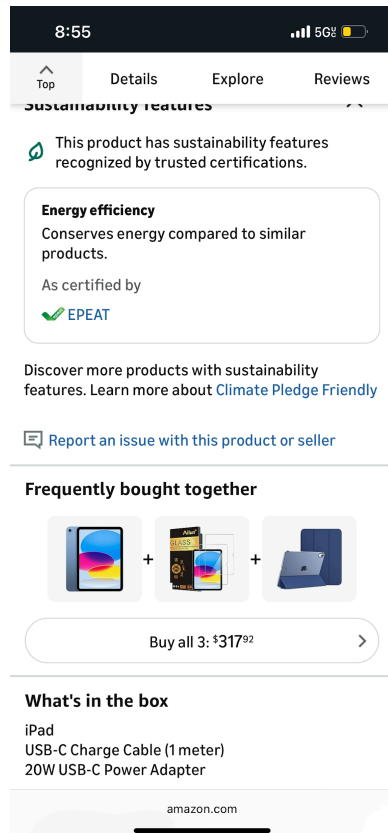 8:55
5G
Top
Details
Explore
Reviews
Sustainability features
This product has sustainability features
recognized by trusted certifications.
Energy efficiency
Conserves energy compared to similar
products.
As certified by
EPEAT
Discover more products with sustainability
features. Learn more about Climate Pledge Friendly
Report an issue with this product or seller
Frequently bought together
Ailun
GLASS
+
+
Buy all 3: $317.92
What's in the box
iPad
USB-C Charge Cable (1 meter)
20W USB-C Power Adapter
amazon.com